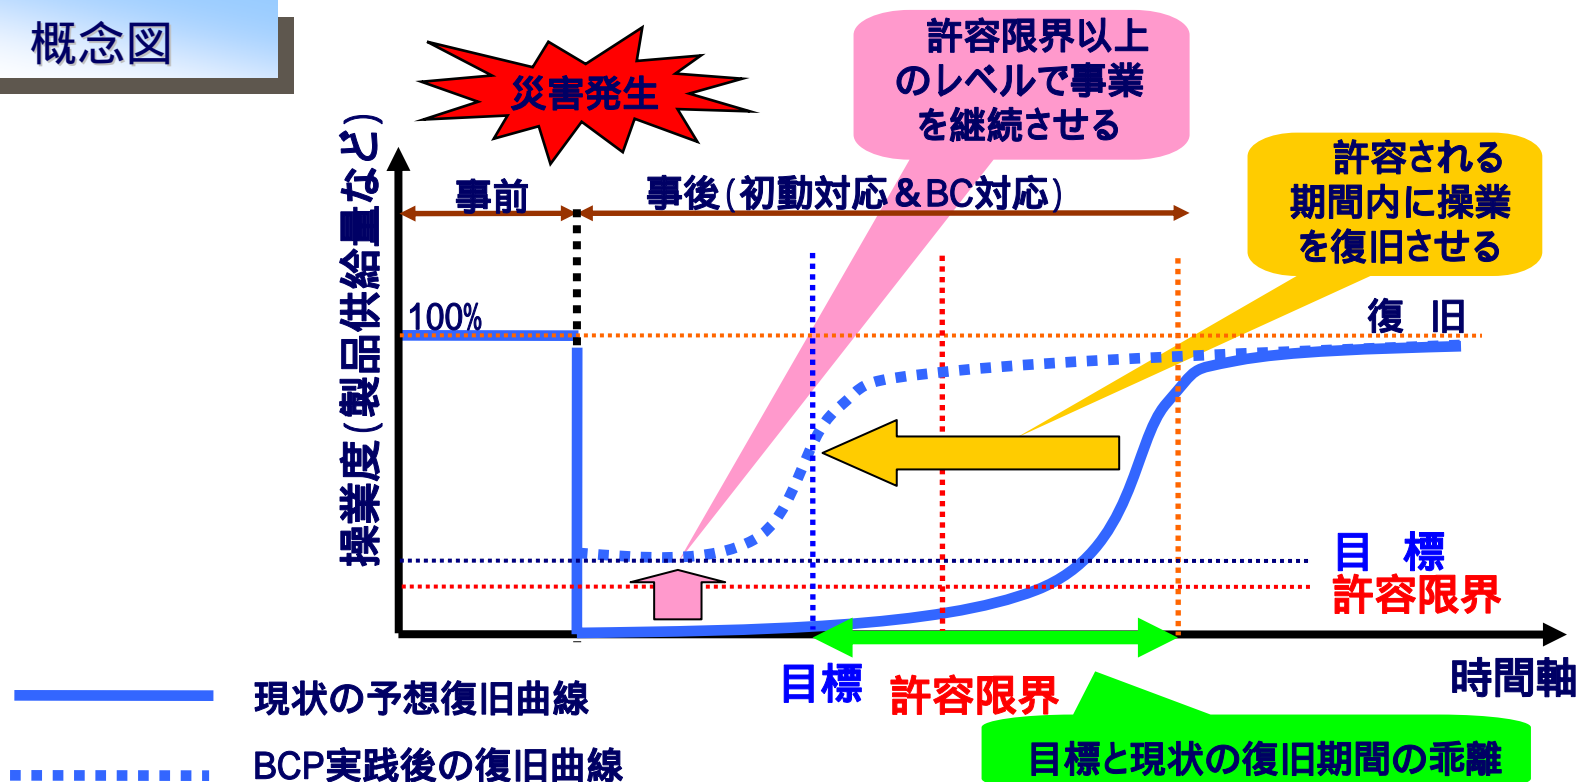 概念図
災害発生
許容限界以上
のレベルで事業
を継続させる
許容される
期間内に操業
を復旧させる
事前
事後(初動対応&BC対応)
操業度(製品供給量など)
100%
復 旧
目 標
許容限界
目標
許容限界
時間軸
現状の予想復旧曲線
BCP実践後の復旧曲線
目標と現状の復旧期間の乖離